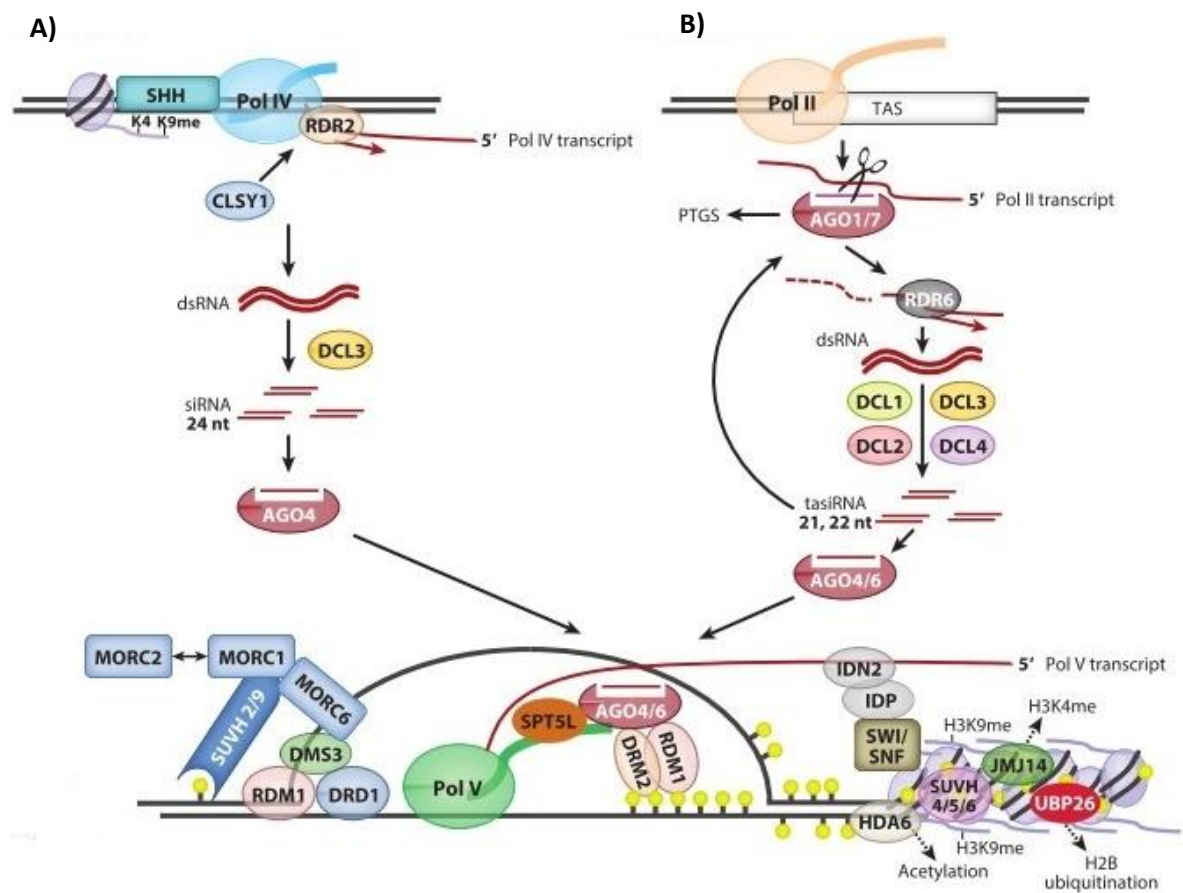 A)
B)
SHH
Pol IV
K4 K9me
RDR2
5' Pol IV transcript
CLSY1
dsRNA
DCL3
siRNA
24 nt
AGO4
Pol II
TAS
5' Pol II transcript
PTGS
AGO1/7
RDR6
dsRNA
DCL1
DCL3
DCL2
DCL4
tasiRNA
21, 22 nt
AGO4/6
MORC2
MORC1
MORC6
SUVH 2/9
DMS3
RDM1
DRD1
Pol V
SPT5L
AGO4/6
DRM2
RDM1
5' Pol V transcript
IDN2
IDP
SWI/
SNF
H3K9me
H3K4me
JMJ14
SUVH
4/5/6
UBP26
HDA6
H3K9me
Acetylation
H2B
ubiquitination